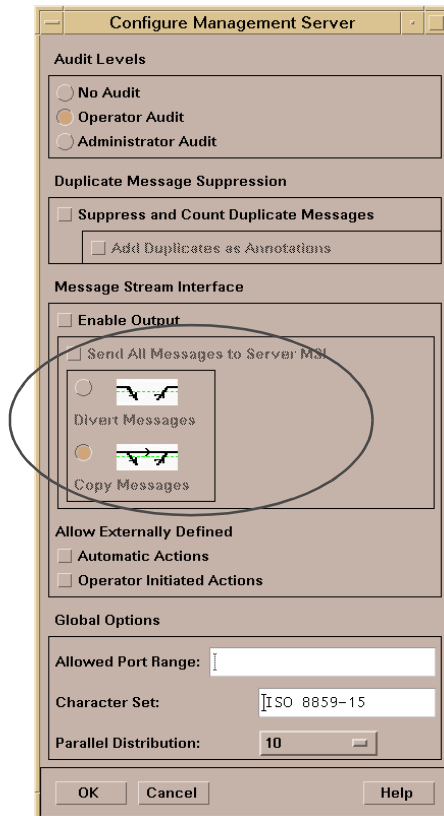 Configure Management Server
Audit Levels
No Audit
Operator Audit
Administrator Audit
Duplicate Message Suppression
Suppress and Count Duplicate Messages
Add Duplicates as Annotations
Message Stream Interface
Enable Output
Send All Messages to Server MSI
Divert Messages
Copy Messages
Allow Externally Defined
Automatic Actions
Operator Initiated Actions
Global Options
Allowed Port Range:
Character Set: ISO 8859-15
Parallel Distribution: 10
OK Cancel Help